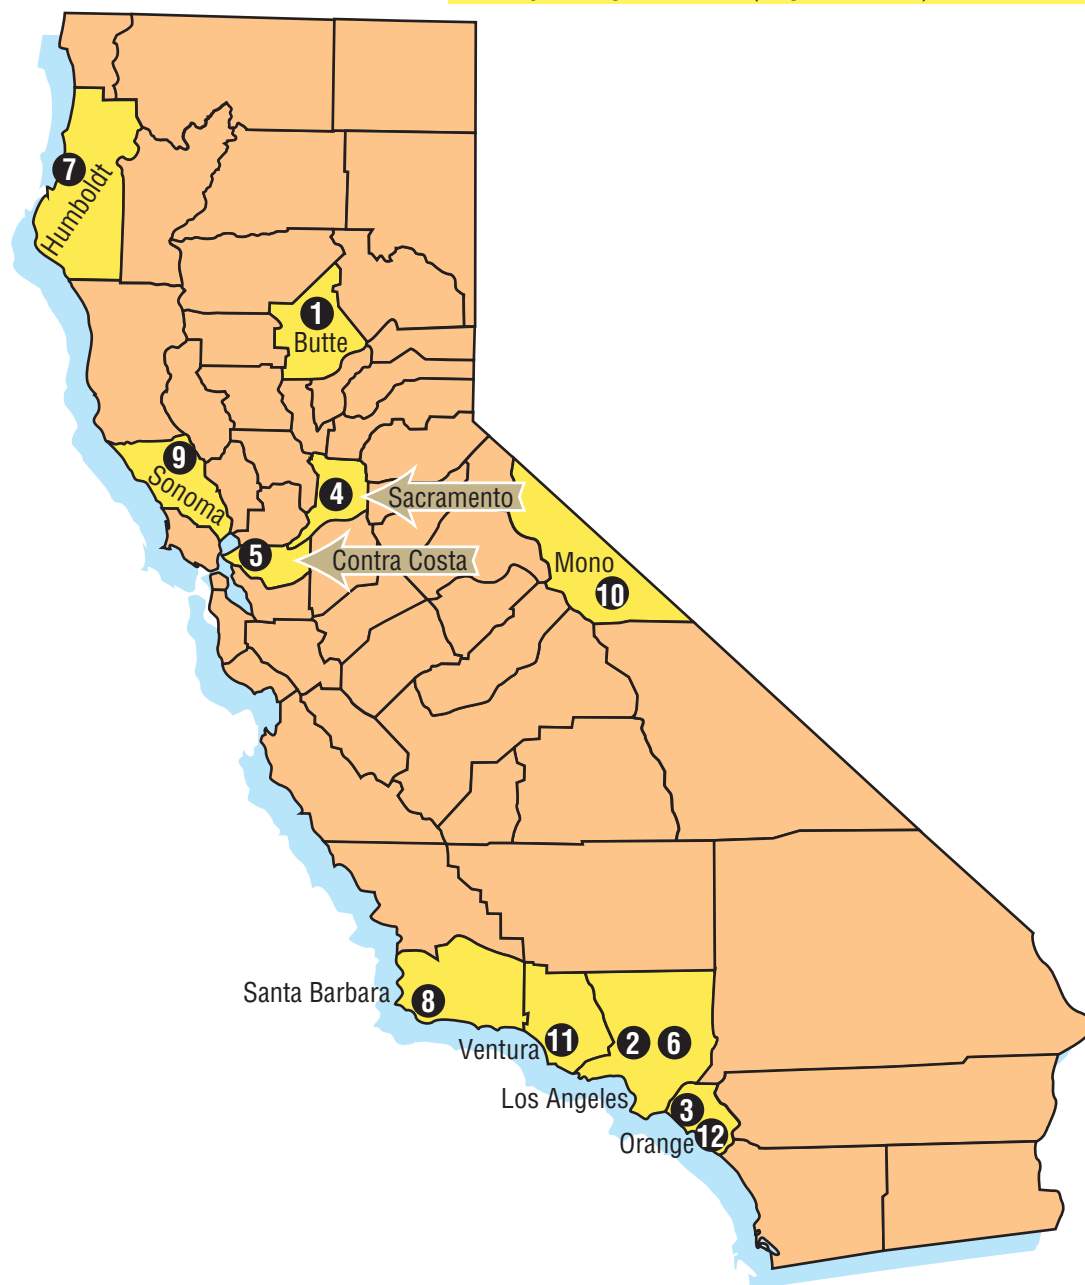 7
Humboldt
1
Butte
9
Sonoma
4
Sacramento
5
Contra Costa
Mono
10
Santa Barbara
8
Ventura
11
2
6
Los Angeles
3
Orange
12